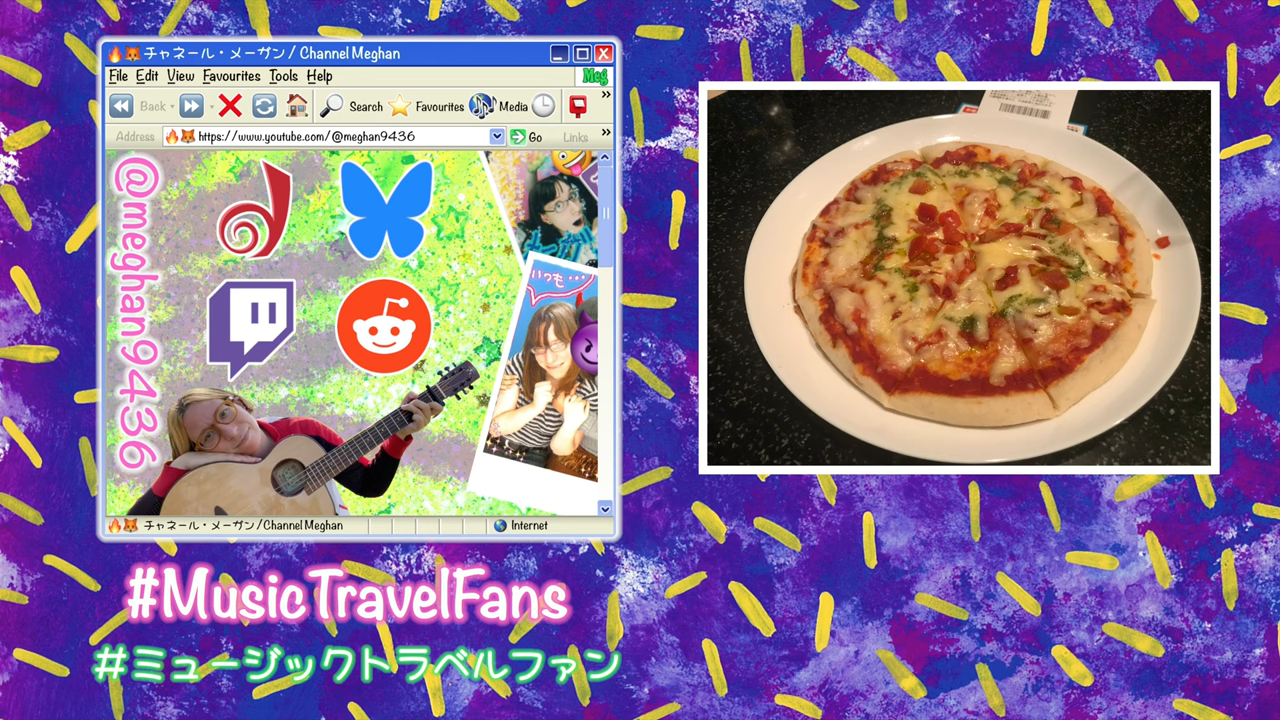 チャネール・メーガン / Channel Meghan
File Edit View Favourites Tools Help
Meg
Back Search Favourites Media
Address https://www.youtube.com/@meghan9436 Go Links
@meghan9436
いつも・・・
チャネール・メーガン /Channel Meghan
Internet
#MusicTravelFans
#ミュージックトラベルファン